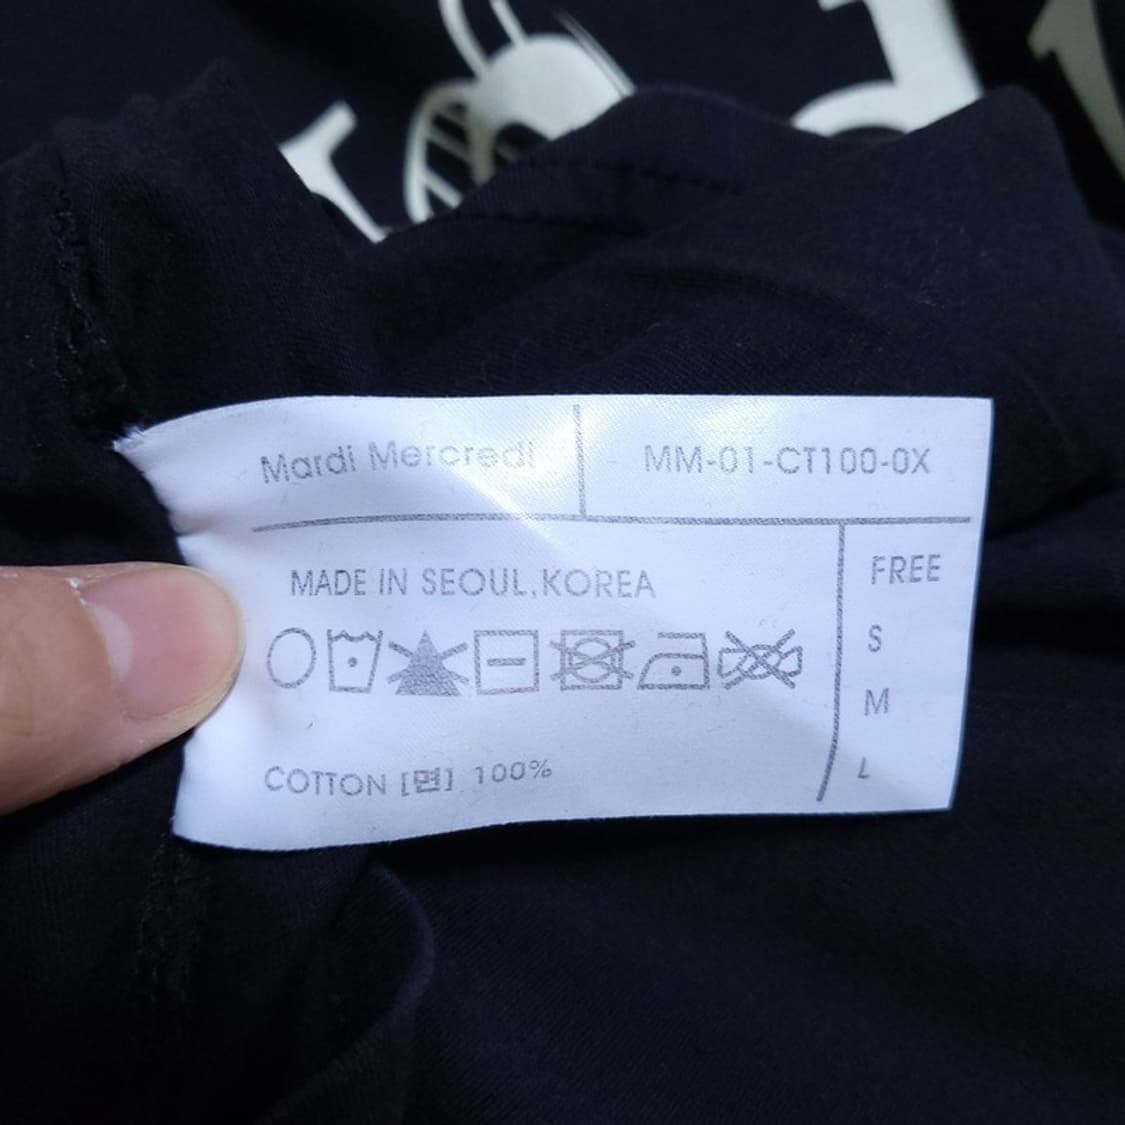 Mardi Mercredi
MM-01-CT100-0X
MADE IN SEOUL,KOREA
FREE
S
M
L
COTTON [면] 100%